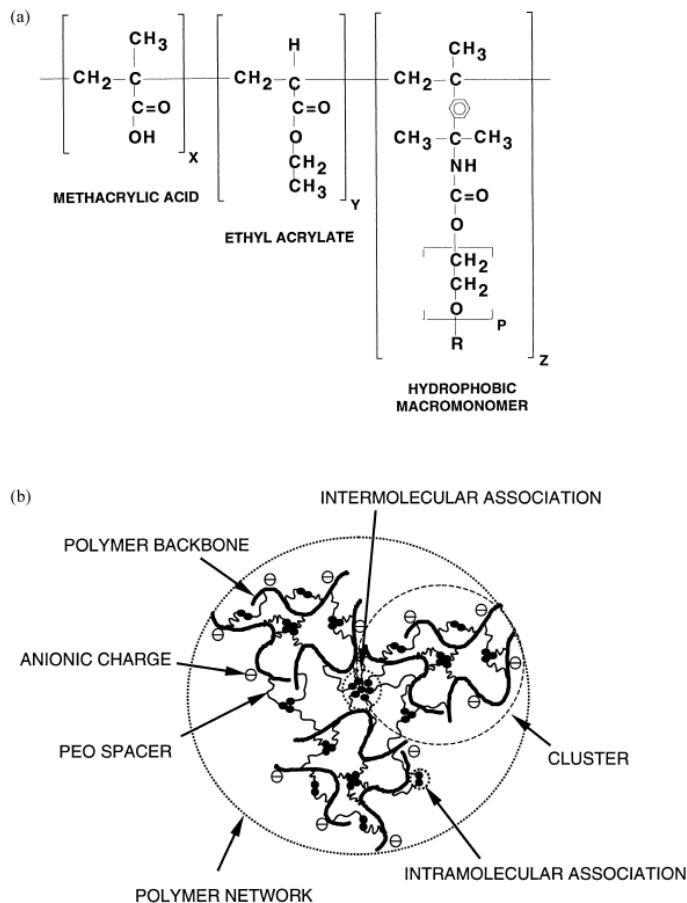 (a)
CH3
CH2 C
C=O
OH
X
METHACRYLIC ACID
H
CH2 C
C=O
O
CH2
CH3
Y
ETHYL ACRYLATE
CH3
CH2 C
CH3 C CH3
NH
C=O
O
CH2
CH2
O
P
R
Z
HYDROPHOBIC
MACROMONOMER
(b)
INTERMOLECULAR ASSOCIATION
POLYMER BACKBONE
ANIONIC CHARGE
PEO SPACER
CLUSTER
INTRAMOLECULAR ASSOCIATION
POLYMER NETWORK